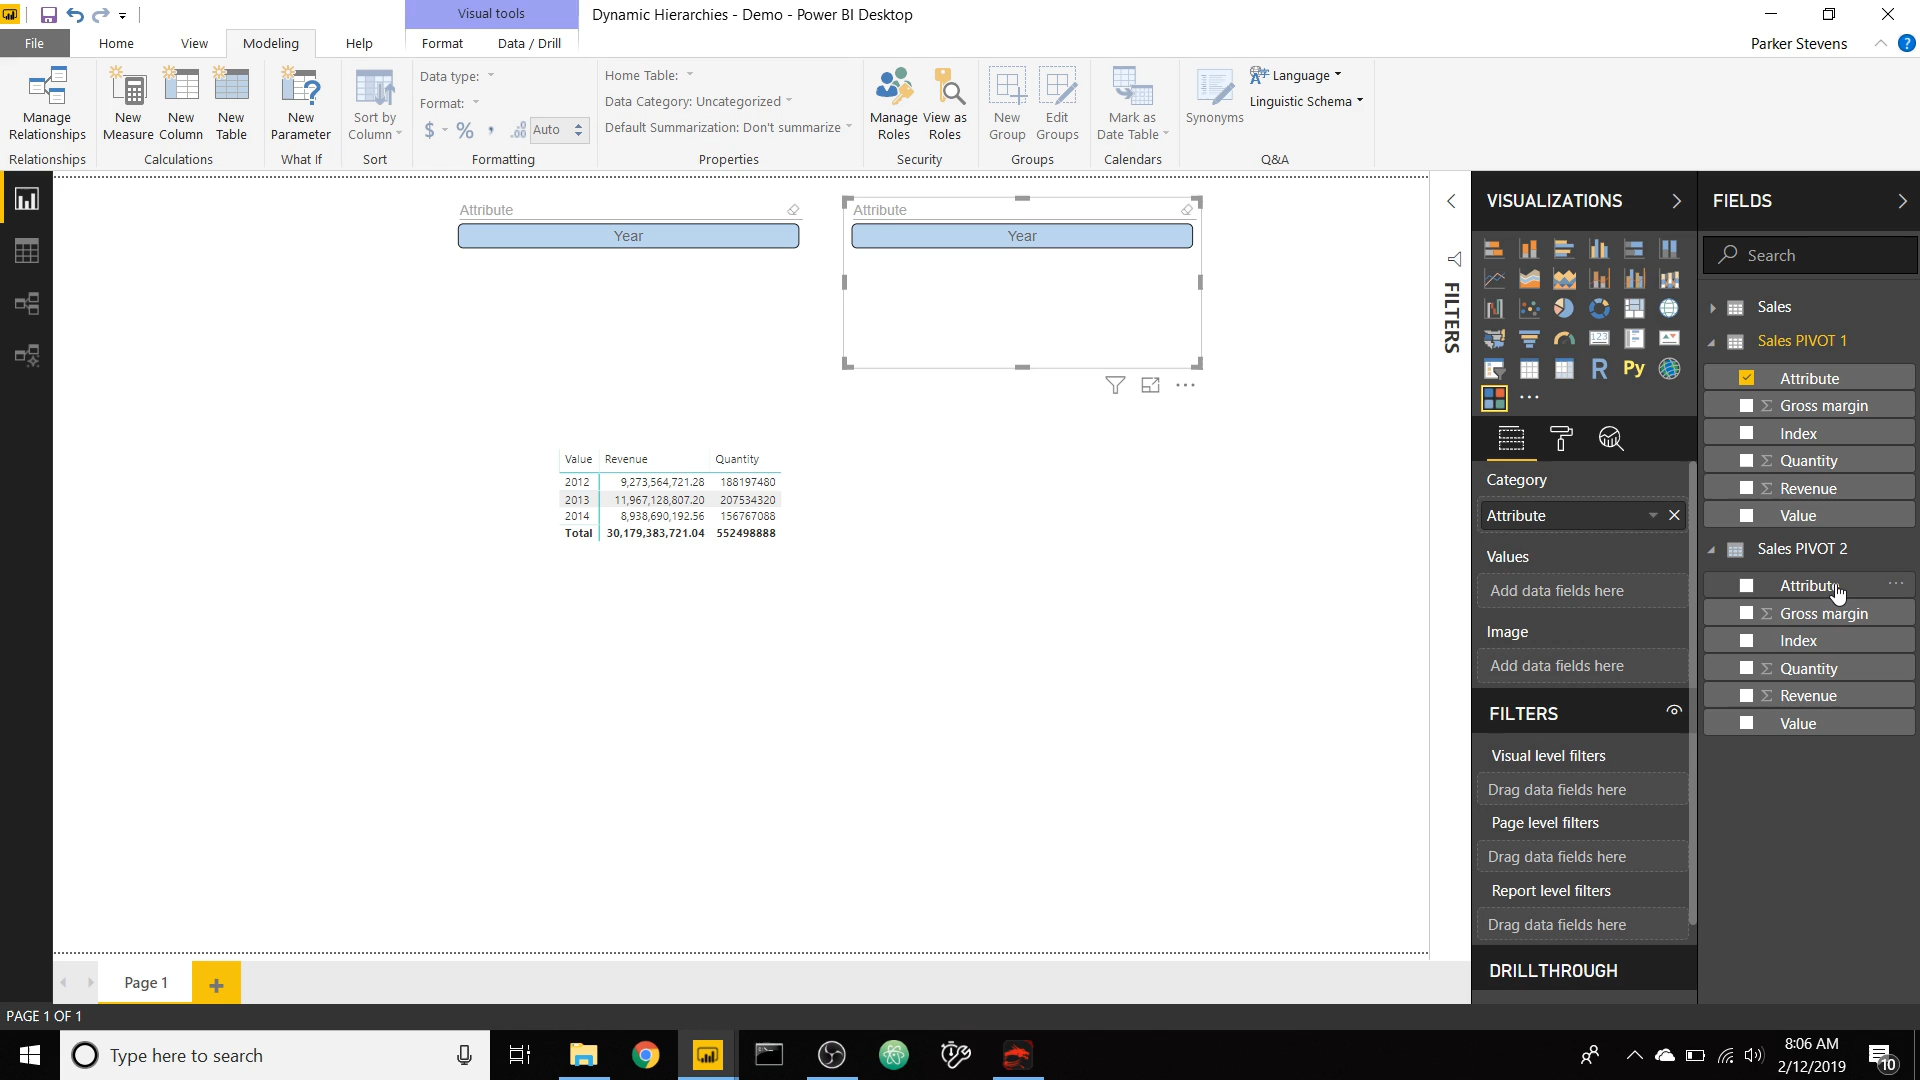 Visual tools
Dynamic Hierarchies - Demo - Power BI Desktop
File
Home
View
Modeling
Help
Format
Data / Drill
Parker Stevens
?
Manage Relationships
New Measure
New Column
New Table
New Parameter
Sort by Column
Data type:
Format:
$ % , .00 Auto
Home Table:
Data Category: Uncategorized
Default Summarization: Don't summarize
Manage Roles
View as Roles
New Group
Edit Groups
Mark as Date Table
Synonyms
Language
Linguistic Schema
Relationships
Calculations
What If
Sort
Formatting
Properties
Security
Groups
Calendars
Q&A
Attribute
Year
Attribute
Year
Value Revenue Quantity
2012 9,273,564,721.28 188197480
2013 11,967,128,807.20 207534320
2014 8,938,690,192.56 156767088
Total 30,179,383,721.04 552498888
FILTERS
VISUALIZATIONS
R
Py
123
Category
Attribute
Values
Add data fields here
Image
Add data fields here
FILTERS
Visual level filters
Drag data fields here
Page level filters
Drag data fields here
Report level filters
Drag data fields here
DRILLTHROUGH
FIELDS
Search
Sales
Sales PIVOT 1
Attribute
Σ Gross margin
Index
Σ Quantity
Σ Revenue
Value
Sales PIVOT 2
Attribute
Σ Gross margin
Index
Σ Quantity
Σ Revenue
Value
Page 1
+
PAGE 1 OF 1
Type here to search
8:06 AM
2/12/2019
10